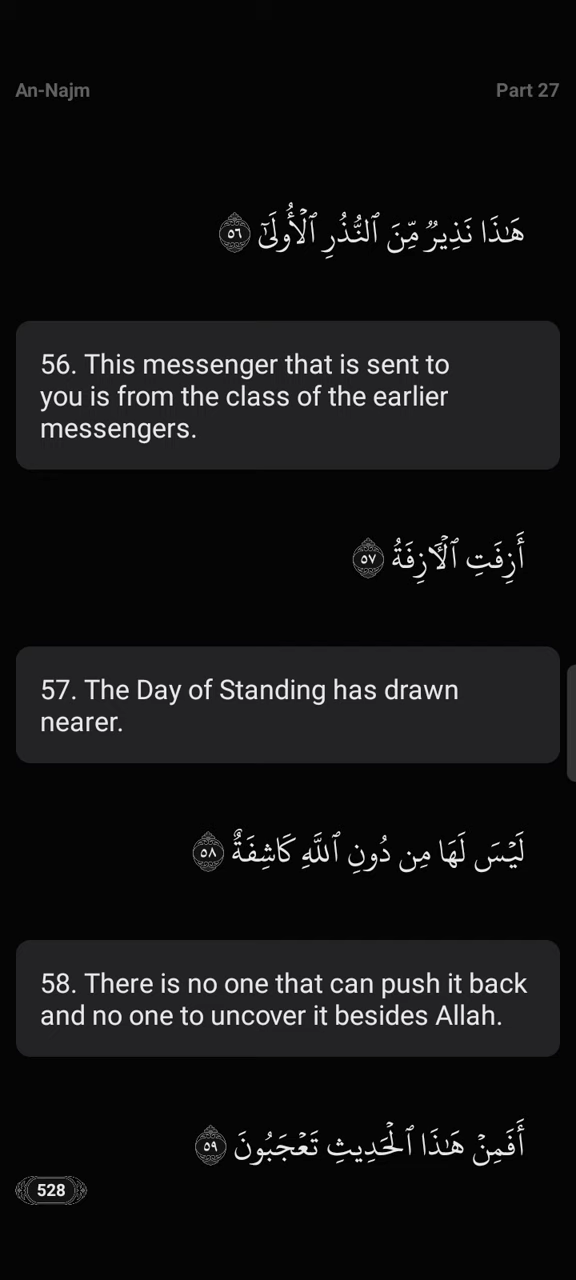 An-Najm
Part 27
هَـٰذَا نَذِيرٌ مِّنَ ٱلنُّذُرِ ٱلْأُولَىٰٓ ٥٦
56. This messenger that is sent to
you is from the class of the earlier
messengers.
أَزِفَتِ ٱلْـَٔازِفَةُ ٥٧
57. The Day of Standing has drawn
nearer.
لَيْسَ لَهَا مِن دُونِ ٱللَّهِ كَاشِفَةٌ ٥٨
58. There is no one that can push it back
and no one to uncover it besides Allah.
أَفَمِنْ هَـٰذَا ٱلْحَدِيثِ تَعْجَبُونَ ٥٩
528